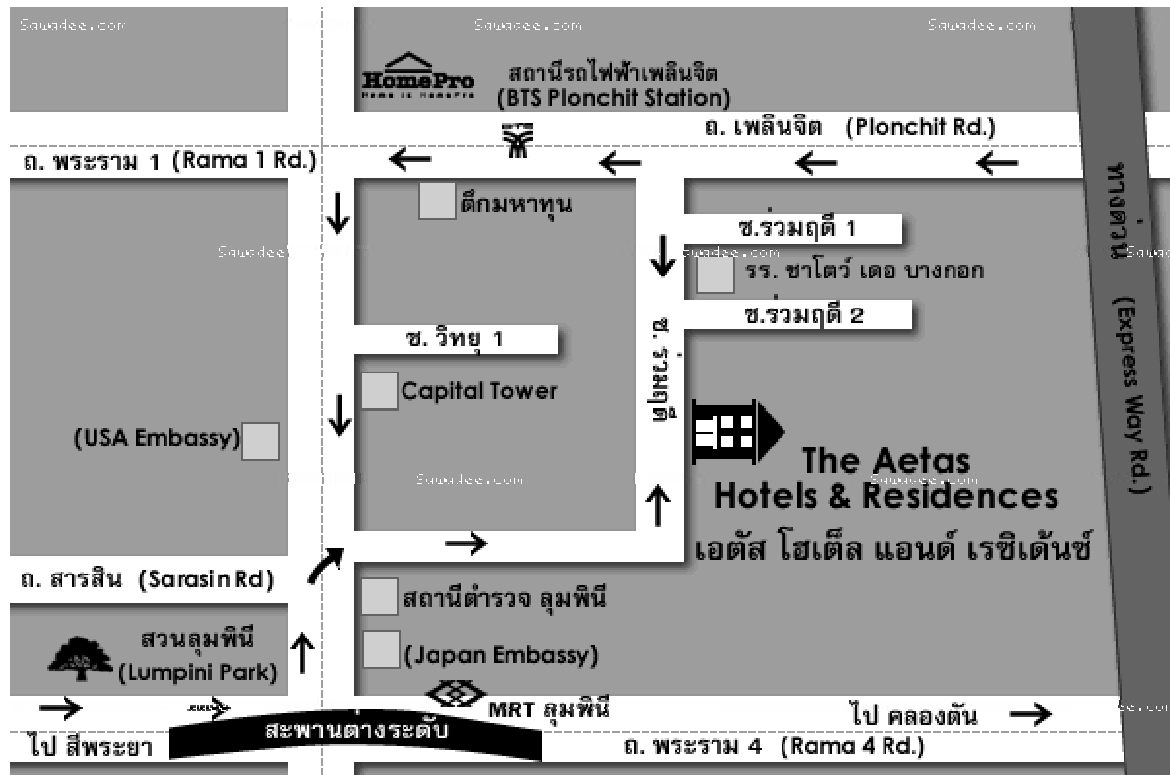 Sawadee.com
Sawadee.com
Sawadee.com
HomePro
สถานีรถไฟฟ้าเพลินจิต
(BTS Plonchit Station)
ถ. เพลินจิต (Plonchit Rd.)
ถ. พระราม 1 (Rama 1 Rd.)
ทางด่วน (Express Way Rd.)
ตึกมหาทุน
ซ.ร่วมฤดี 1
Sawadee
Sawadee.com
Sawad
รร. ชาโตว์ เดอ บางกอก
ซ.ร่วมฤดี 2
ซ. วิทยุ 1
ซ. ร่วมฤดี
Capital Tower
(USA Embassy)
The Aetas
Sawadee.com
Sawadee.com
Hotels & Residences
เอตัส โฮเต็ล แอนด์ เรซิเด้นซ์
ถ. สารสิน (Sarasin Rd)
สถานีตำรวจ ลุมพินี
สวนลุมพินี
(Lumpini Park)
(Japan Embassy)
MRT ลุมพินี
ไป คลองตัน
สะพานต่างระดับ
ไป สี่พระยา
ถ. พระราม 4 (Rama 4 Rd.)